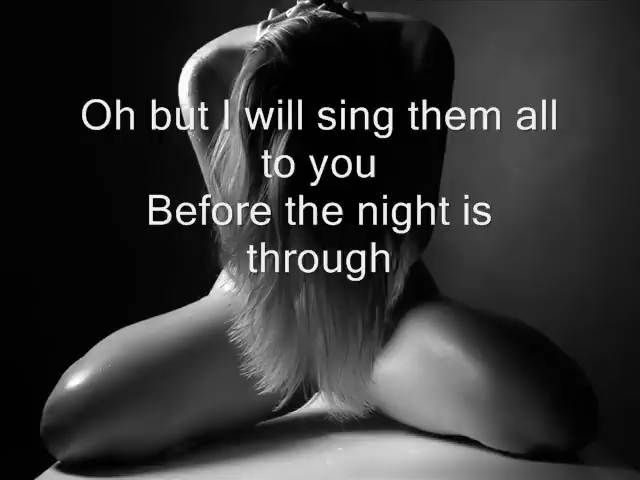 Oh but I will sing them all
to you
Before the night is
through